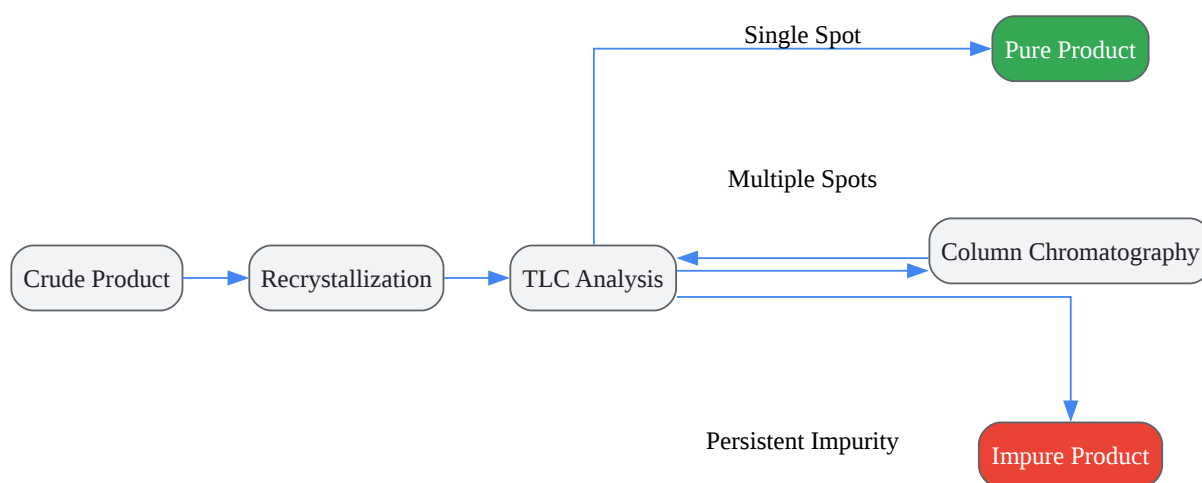 Single Spot
Pure Product
Multiple Spots
Column Chromatography
Crude Product
Recrystallization
TLC Analysis
Persistent Impurity
Impure Product